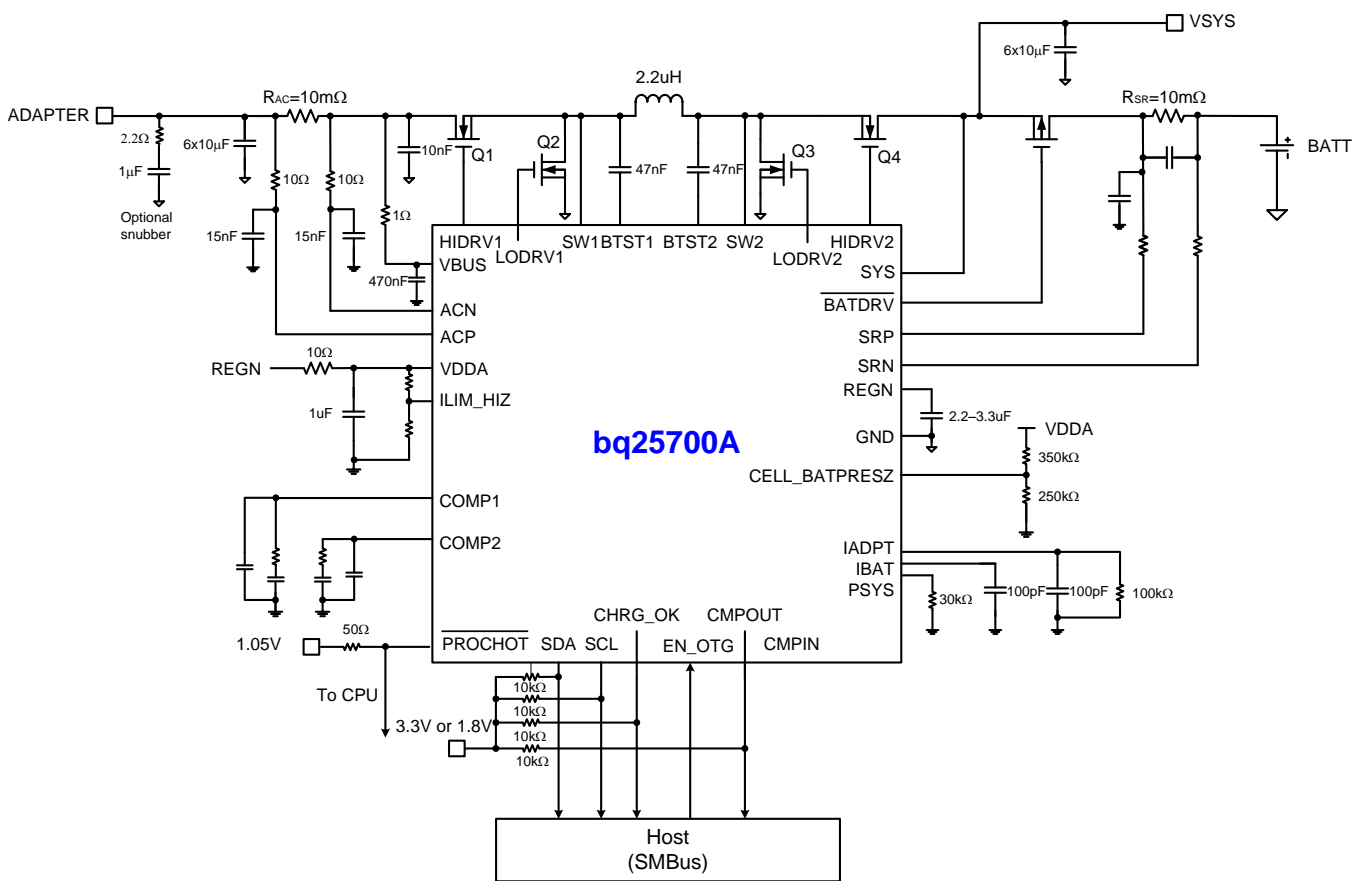 VSYS
6x10µF
2.2uH
RAC=10mΩ
RSR=10mΩ
ADAPTER
2.2Ω
6x10µF
10nF
Q1
Q2
47nF
47nF
Q3
Q4
BATT
+
-
1µF
10Ω
10Ω
1Ω
Optional
snubber
15nF
15nF
470nF
HIDRV1
LODRV1
SW1
BTST1
BTST2
SW2
LODRV2
HIDRV2
VBUS
SYS
ACN
BATDRV
ACP
SRP
REGN
10Ω
VDDA
SRN
1uF
ILIM_HIZ
REGN
2.2–3.3uF
GND
bq25700A
VDDA
350kΩ
CELL_BATPRESZ
250kΩ
COMP1
COMP2
IADPT
IBAT
PSYS
30kΩ
100pF
100pF
100kΩ
1.05V
50Ω
PROCHOT
SDA
SCL
CHRG_OK
EN_OTG
CMPOUT
CMPIN
To CPU
3.3V or 1.8V
10kΩ
10kΩ
10kΩ
10kΩ
Host
(SMBus)